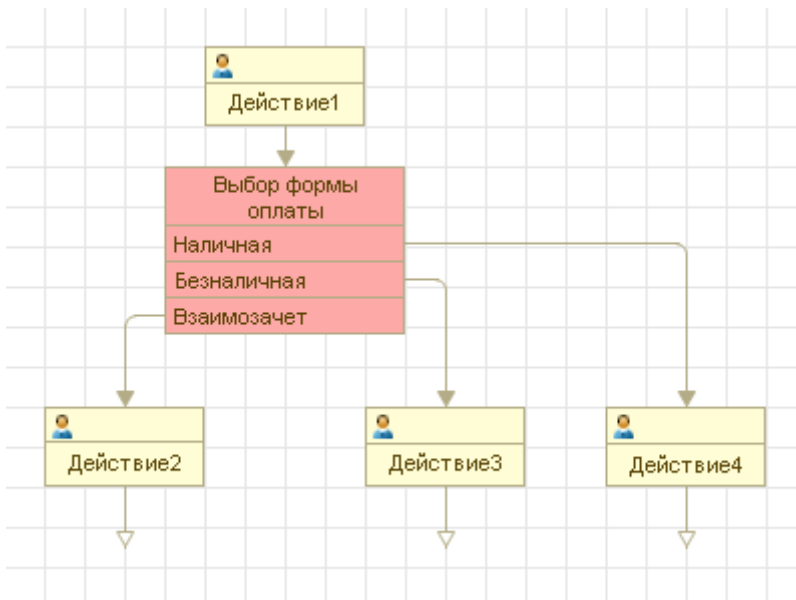 Действие1
Выбор формы
оплаты
Наличная
Безналичная
Взаимозачет
Действие2
Действие3
Действие4